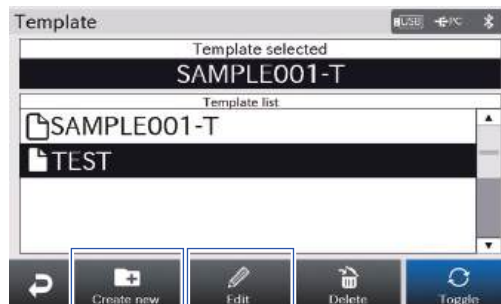 Template
USB PC
Template selected
SAMPLE001-T
Template list
SAMPLE001-T
TEST
Create new Edit Delete Toggle